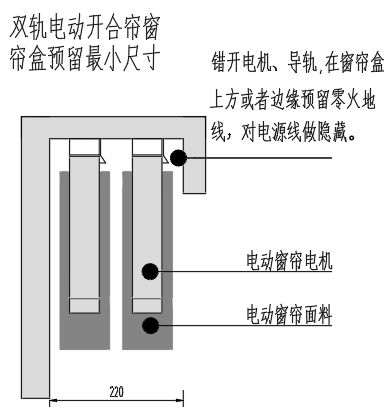 双轨电动开合帘窗
帘盒预留最小尺寸
错开电机、导轨,在窗帘盒
上方或者边缘预留零火地
线，对电源线做隐藏。
电动窗帘电机
电动窗帘面料
220